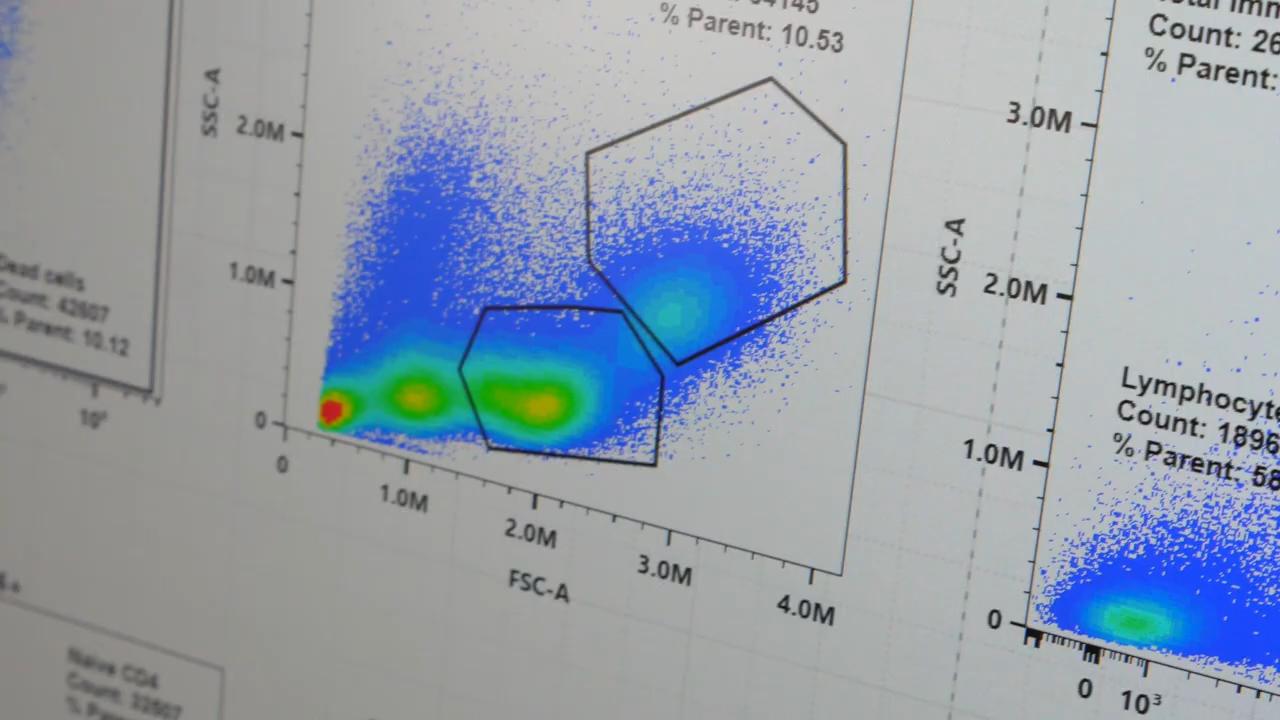 % Parent: 10.53
SSC-A
2.0M
1.0M
0
0
1.0M
2.0M
3.0M
4.0M
FSC-A
Dead cells
Count: 42607
% Parent: 10.12
Naive CD4
Count:
Count: 26
% Parent:
3.0M
SSC-A
2.0M
1.0M
0
Lymphocyte
Count: 1896
% Parent: 58
0
10³